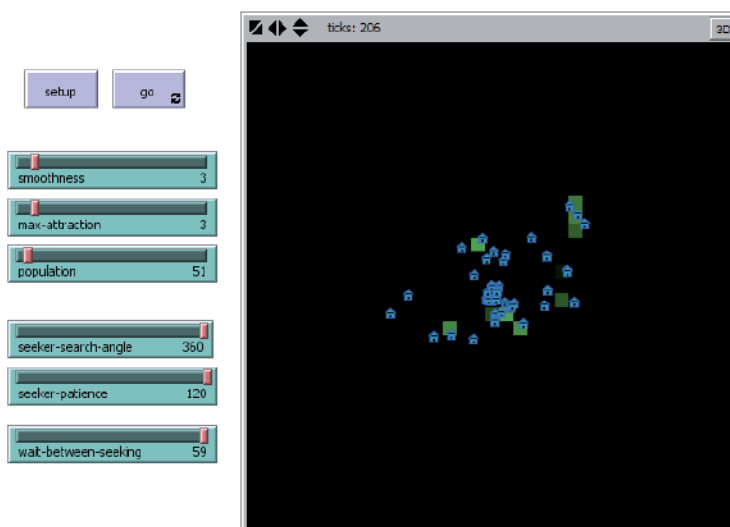 ticks: 206
3D
setup
go
smoothness 3
max-attraction 3
population 51
seeker-search-angle 360
seeker-patience 120
wait-between-seeking 59